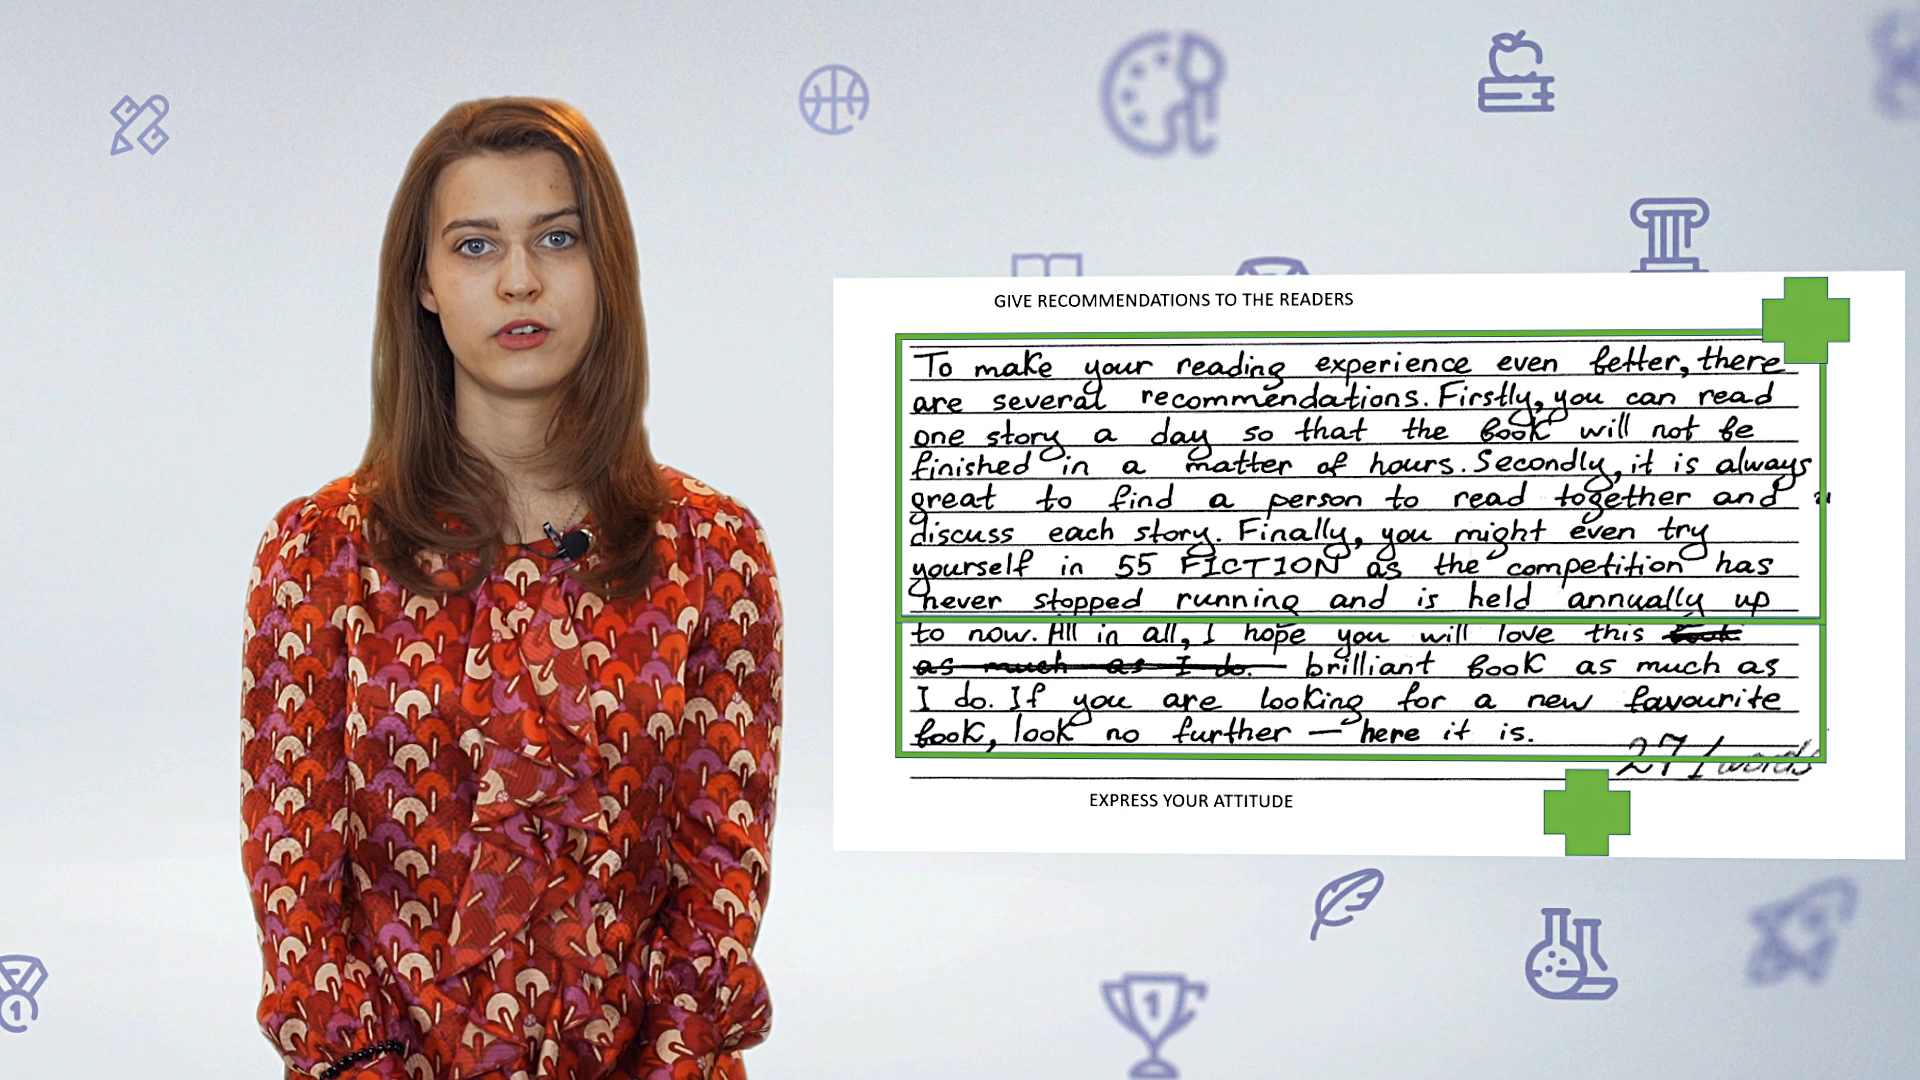 GIVE RECOMMENDATIONS TO THE READERS
To make your reading experience even better, there
are several recommendations. Firstly, you can read
one story a day so that the book will not be
finished in a matter of hours. Secondly, it is always
great to find a person to read together and
discuss each story. Finally, you might even try
yourself in 55 FICTION as the competition has
never stopped running and is held annually up
to now. All in all, I hope you will love this
as much as I do. brilliant book as much as
I do. If you are looking for a new favourite
book, look no further — here it is.
271 words
EXPRESS YOUR ATTITUDE
1
1